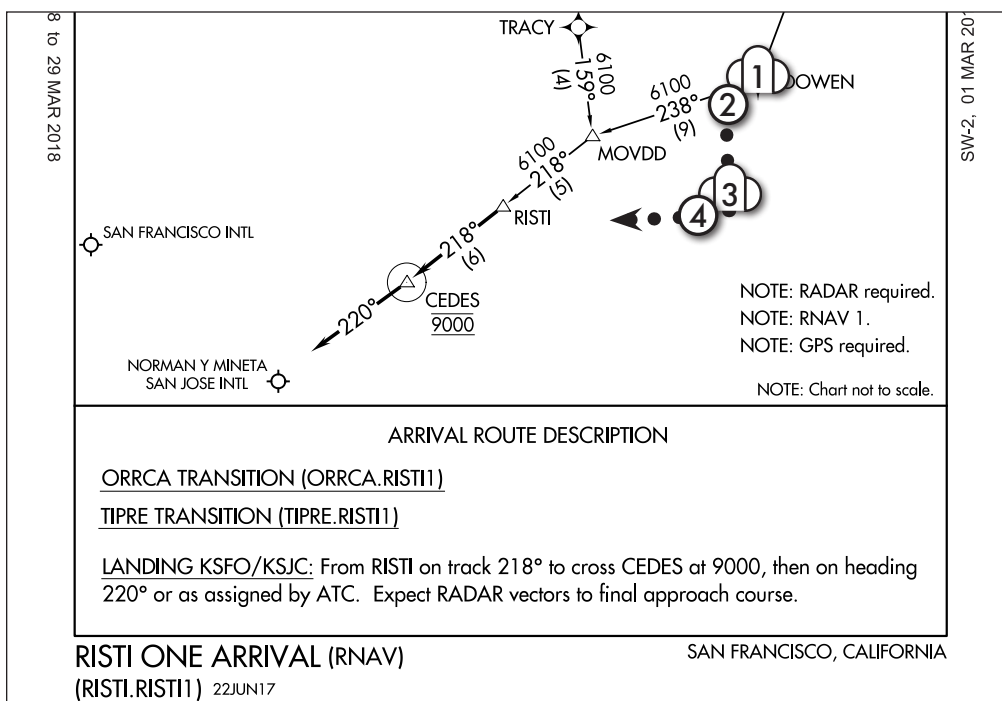 8 to 29 MAR 2018
TRACY
6100
159°
(4)
1
DOWEN
2
6100
238°
(9)
MOVDD
6100
218°
(5)
3
4
RISTI
SAN FRANCISCO INTL
218°
(6)
CEDES
9000
220°
NOTE: RADAR required.
NOTE: RNAV 1.
NOTE: GPS required.
NORMAN Y MINETA
SAN JOSE INTL
NOTE: Chart not to scale.
SW-2, 01 MAR 20
ARRIVAL ROUTE DESCRIPTION
ORRCA TRANSITION (ORRCA.RISTI1)
TIPRE TRANSITION (TIPRE.RISTI1)
LANDING KSFO/KSJC: From RISTI on track 218° to cross CEDES at 9000, then on heading
220° or as assigned by ATC. Expect RADAR vectors to final approach course.
RISTI ONE ARRIVAL (RNAV)
(RISTI.RISTI1) 22JUN17
SAN FRANCISCO, CALIFORNIA